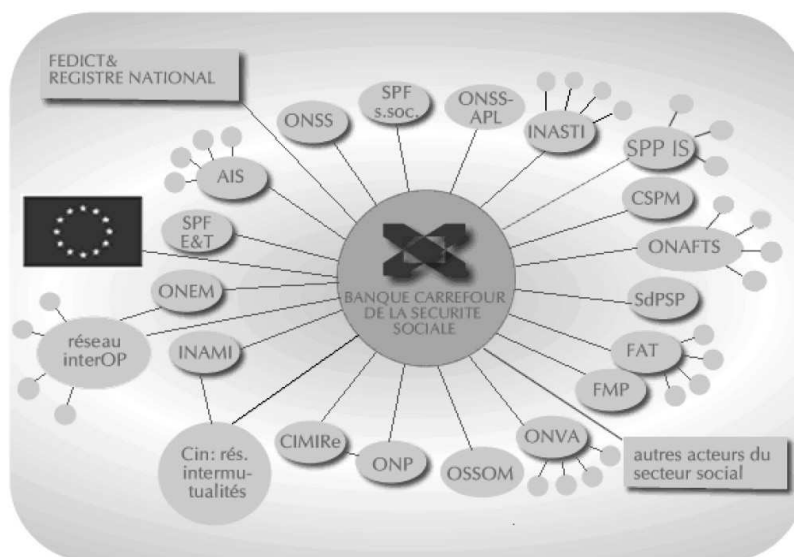 FEDICT&
REGISTRE NATIONAL
ONSS
SPF
s.soc.
ONSS-
APL
INASTI
SPP IS
AIS
CSPM
SPF
E&T
ONAFTS
ONEM
BANQUE CARREFOUR
DE LA SECURITE
SOCIALE
SdPSP
réseau
interOP
INAMI
FAT
FMP
Cin: rés.
intermu-
tualités
CIMIRe
ONP
OSSOM
ONVA
autres acteurs du
secteur social